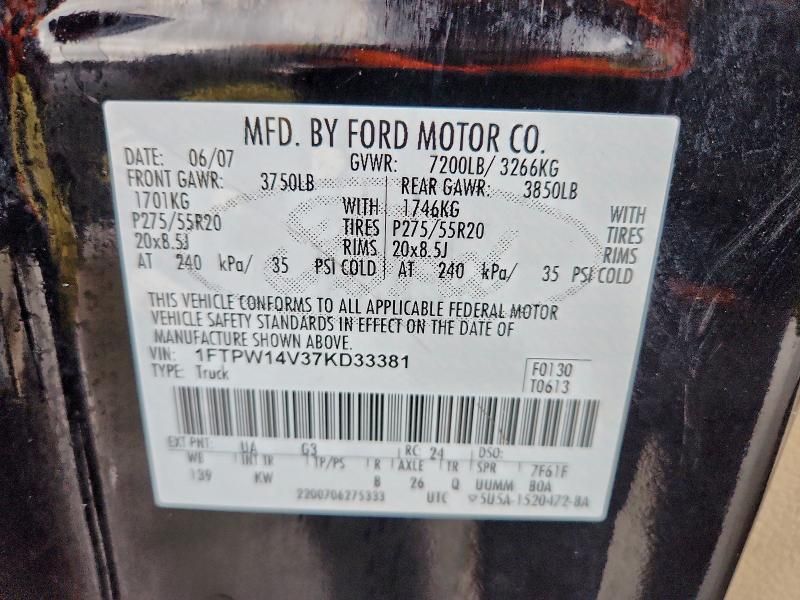 MFD. BY FORD MOTOR CO.
DATE: 06/07 GVWR: 7200LB/ 3266KG
FRONT GAWR: 3750LB REAR GAWR: 3850LB
1701KG WITH 1746KG WITH
P275/55R20 TIRES P275/55R20 TIRES
20x8.5J RIMS 20x8.5J RIMS
AT 240 kPa/ 35 PSI COLD AT 240 kPa/ 35 PSI COLD
THIS VEHICLE CONFORMS TO ALL APPLICABLE FEDERAL MOTOR
VEHICLE SAFETY STANDARDS IN EFFECT ON THE DATE OF
MANUFACTURE SHOWN ABOVE.
VIN: 1FTPW14V37KD33381 F0130
TYPE: Truck T0613
EXT PNT: UA G3 RC: 24 DSO:
WB INT TR TP/PS R AXLE TR SPR 7F61F
139 KW B 26 Q UUMM BOA
2200706275333 UTC 5U5A-1520472-BA